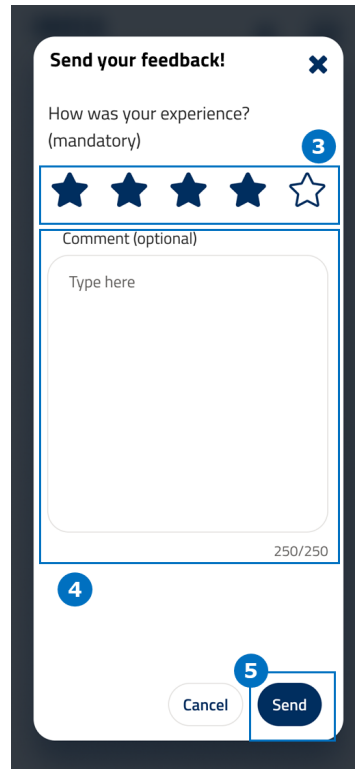 Send your feedback!
How was your experience?
(mandatory)
3
Comment (optional)
Type here
250/250
4
5
Cancel
Send